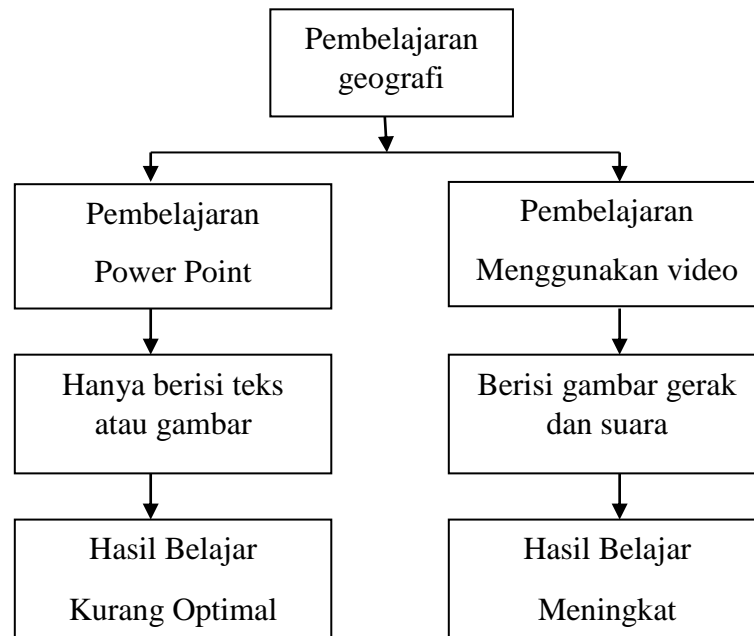 Pembelajaran
geografi
Pembelajaran
Power Point
Pembelajaran
Menggunakan video
Hanya berisi teks
atau gambar
Berisi gambar gerak
dan suara
Hasil Belajar
Kurang Optimal
Hasil Belajar
Meningkat